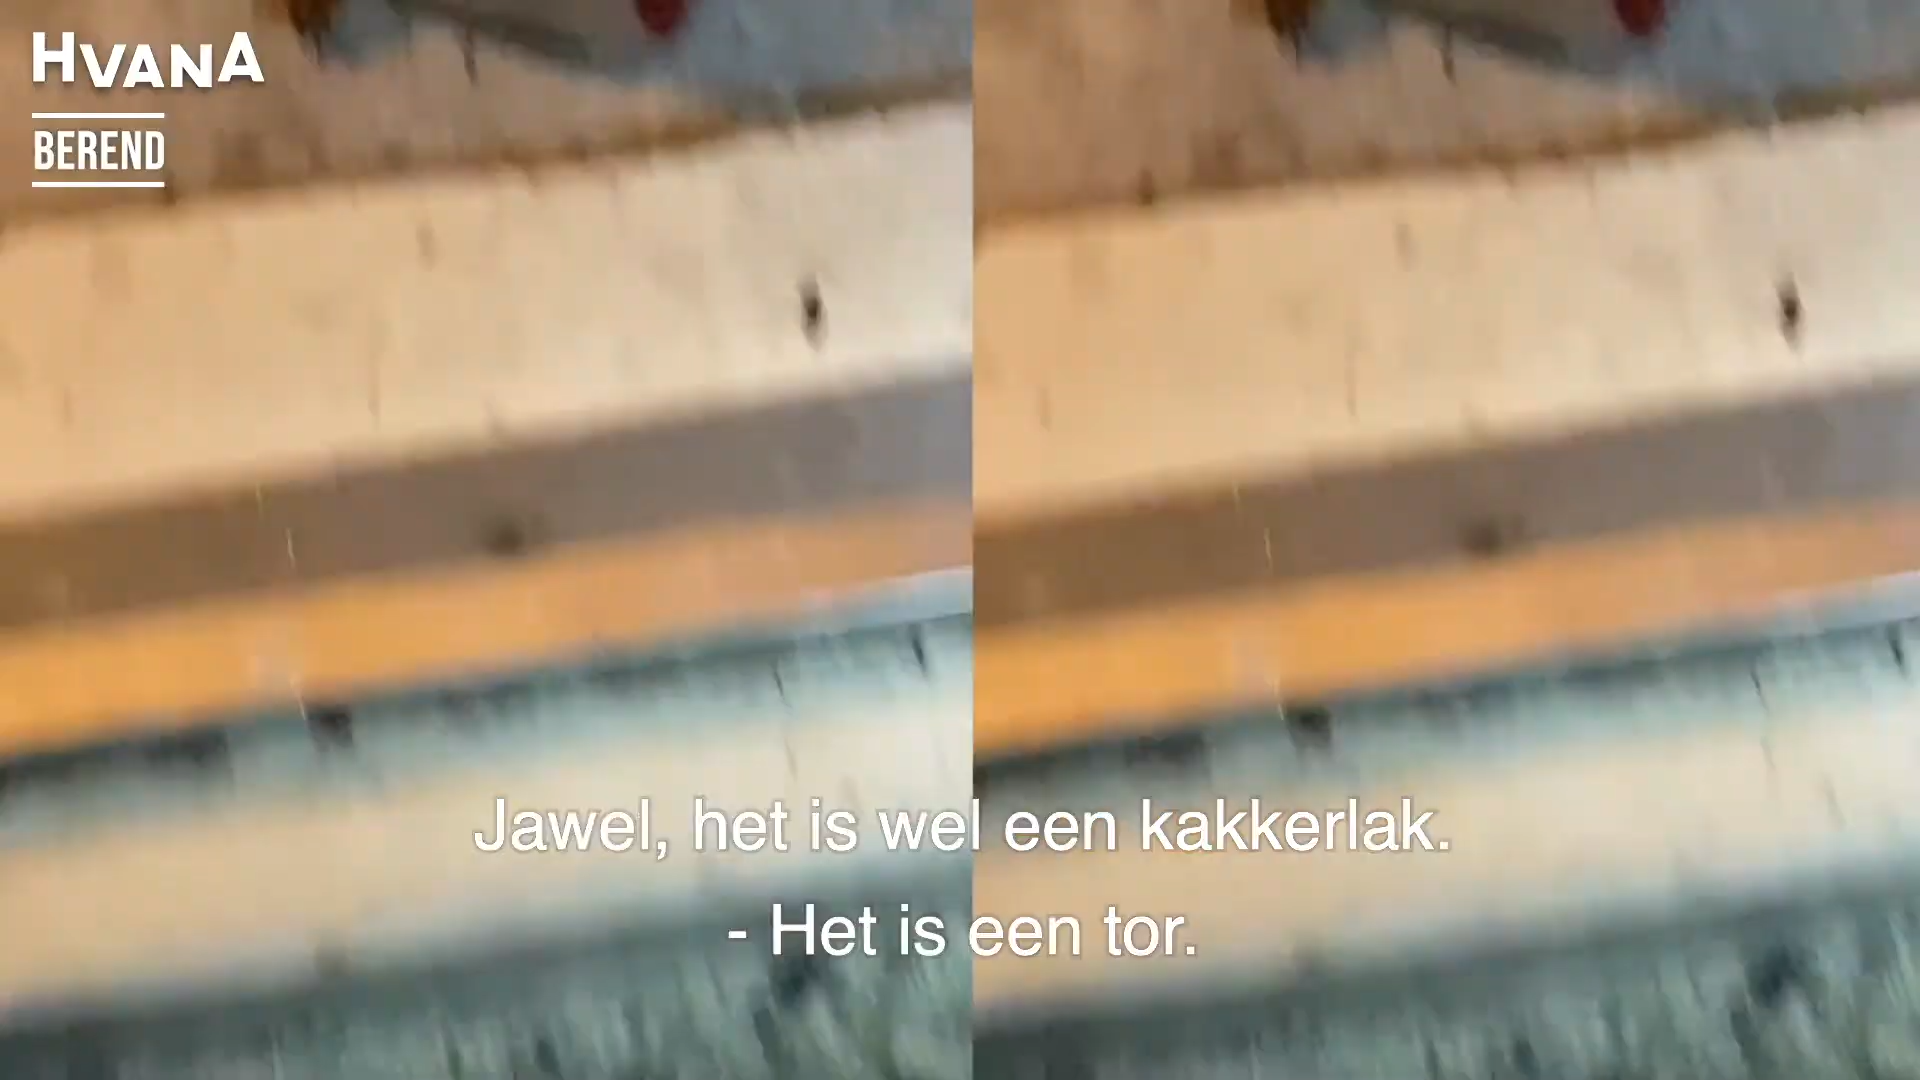 HVANA
BEREND
Jawel, het is wel een kakkerlak.
- Het is een tor.